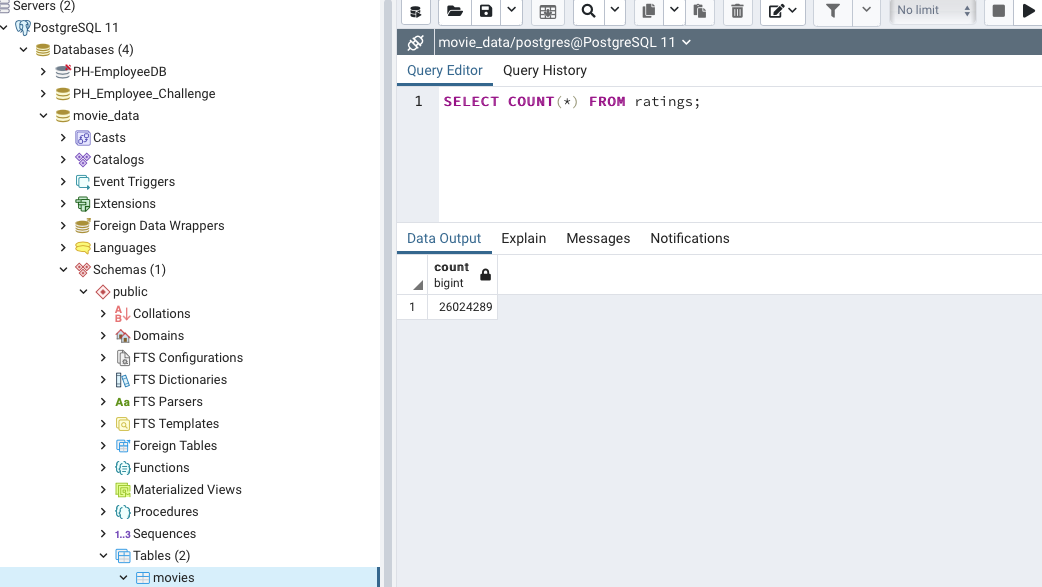 Servers (2)
PostgreSQL 11
Databases (4)
PH-EmployeeDB
PH_Employee_Challenge
movie_data
Casts
Catalogs
Event Triggers
Extensions
Foreign Data Wrappers
Languages
Schemas (1)
public
Collations
Domains
FTS Configurations
FTS Dictionaries
Aa FTS Parsers
FTS Templates
Foreign Tables
Functions
Materialized Views
Procedures
1..3 Sequences
Tables (2)
movies
No limit
movie_data/postgres@PostgreSQL 11
Query Editor Query History
1 SELECT COUNT(*) FROM ratings;
Data Output Explain Messages Notifications
count
bigint
1 26024289